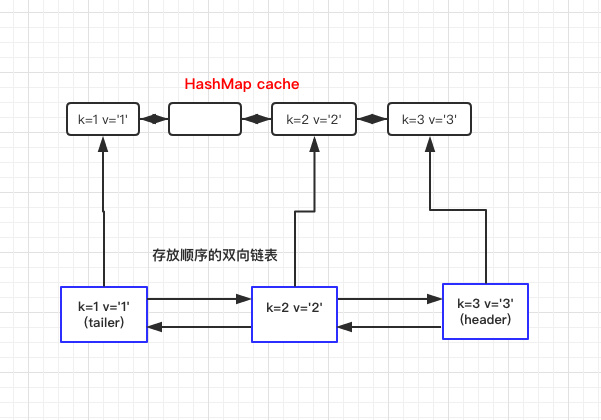 HashMap cache
k=1 v='1'
k=2 v='2'
k=3 v='3'
存放顺序的双向链表
k=1 v='1'
(tailer)
k=2 v='2'
k=3 v='3'
(header)